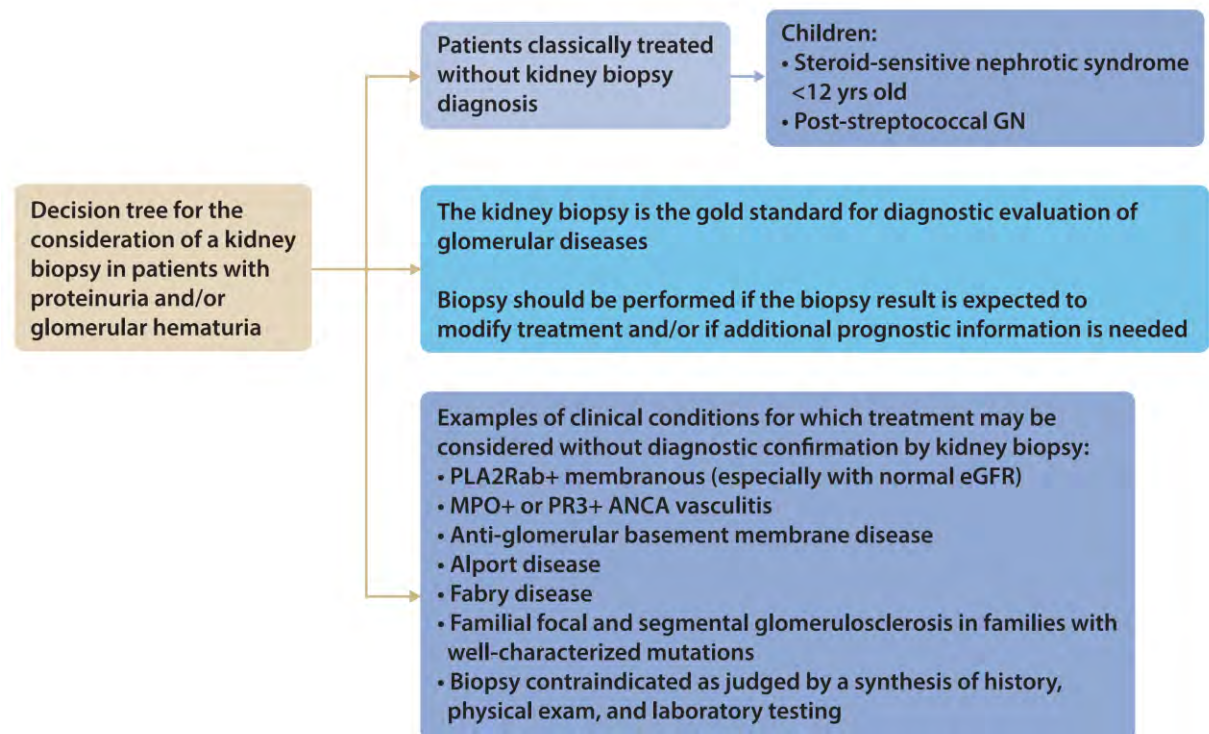 Decision tree for the
consideration of a kidney
biopsy in patients with
proteinuria and/or
glomerular hematuria
Patients classically treated
without kidney biopsy
diagnosis
Children:
• Steroid-sensitive nephrotic syndrome
<12 yrs old
• Post-streptococcal GN
The kidney biopsy is the gold standard for diagnostic evaluation of
glomerular diseases
Biopsy should be performed if the biopsy result is expected to
modify treatment and/or if additional prognostic information is needed
Examples of clinical conditions for which treatment may be
considered without diagnostic confirmation by kidney biopsy:
• PLA2Rab+ membranous (especially with normal eGFR)
• MPO+ or PR3+ ANCA vasculitis
• Anti-glomerular basement membrane disease
• Alport disease
• Fabry disease
• Familial focal and segmental glomerulosclerosis in families with
well-characterized mutations
• Biopsy contraindicated as judged by a synthesis of history,
physical exam, and laboratory testing